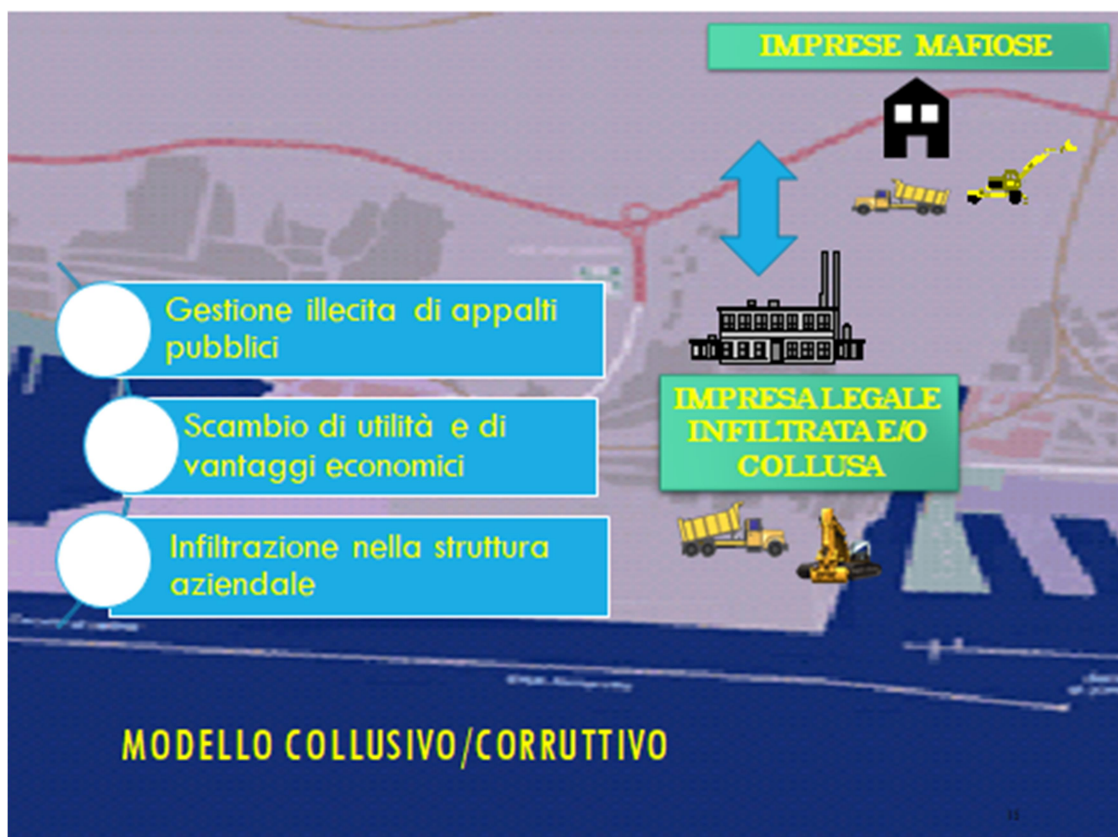 IMPRESE MAFIOSE
Gestione illecita di appalti
pubblici
Scambio di utilità e di
vantaggi economici
Infiltrazione nella struttura
aziendale
IMPRESA LEGALE
INFILTRATA E/O
COLLUSA
MODELLO COLLUSIVO/CORRUTTIVO